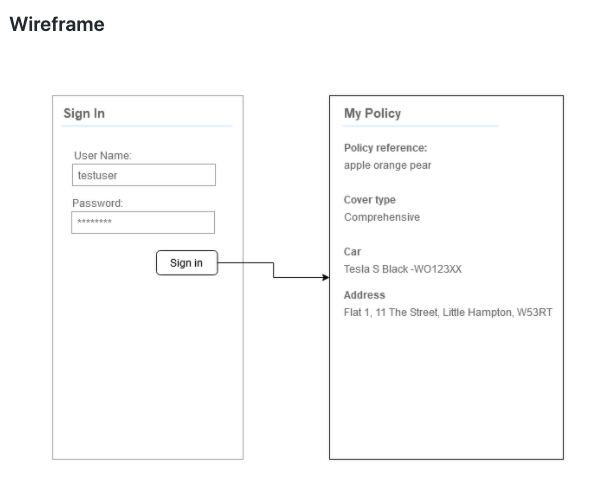 Wireframe
Sign In
User Name:
testuser
Password:
********
Sign in
My Policy
Policy reference:
apple orange pear
Cover type
Comprehensive
Car
Tesla S Black -WO123XX
Address
Flat 1, 11 The Street, Little Hampton, W53RT